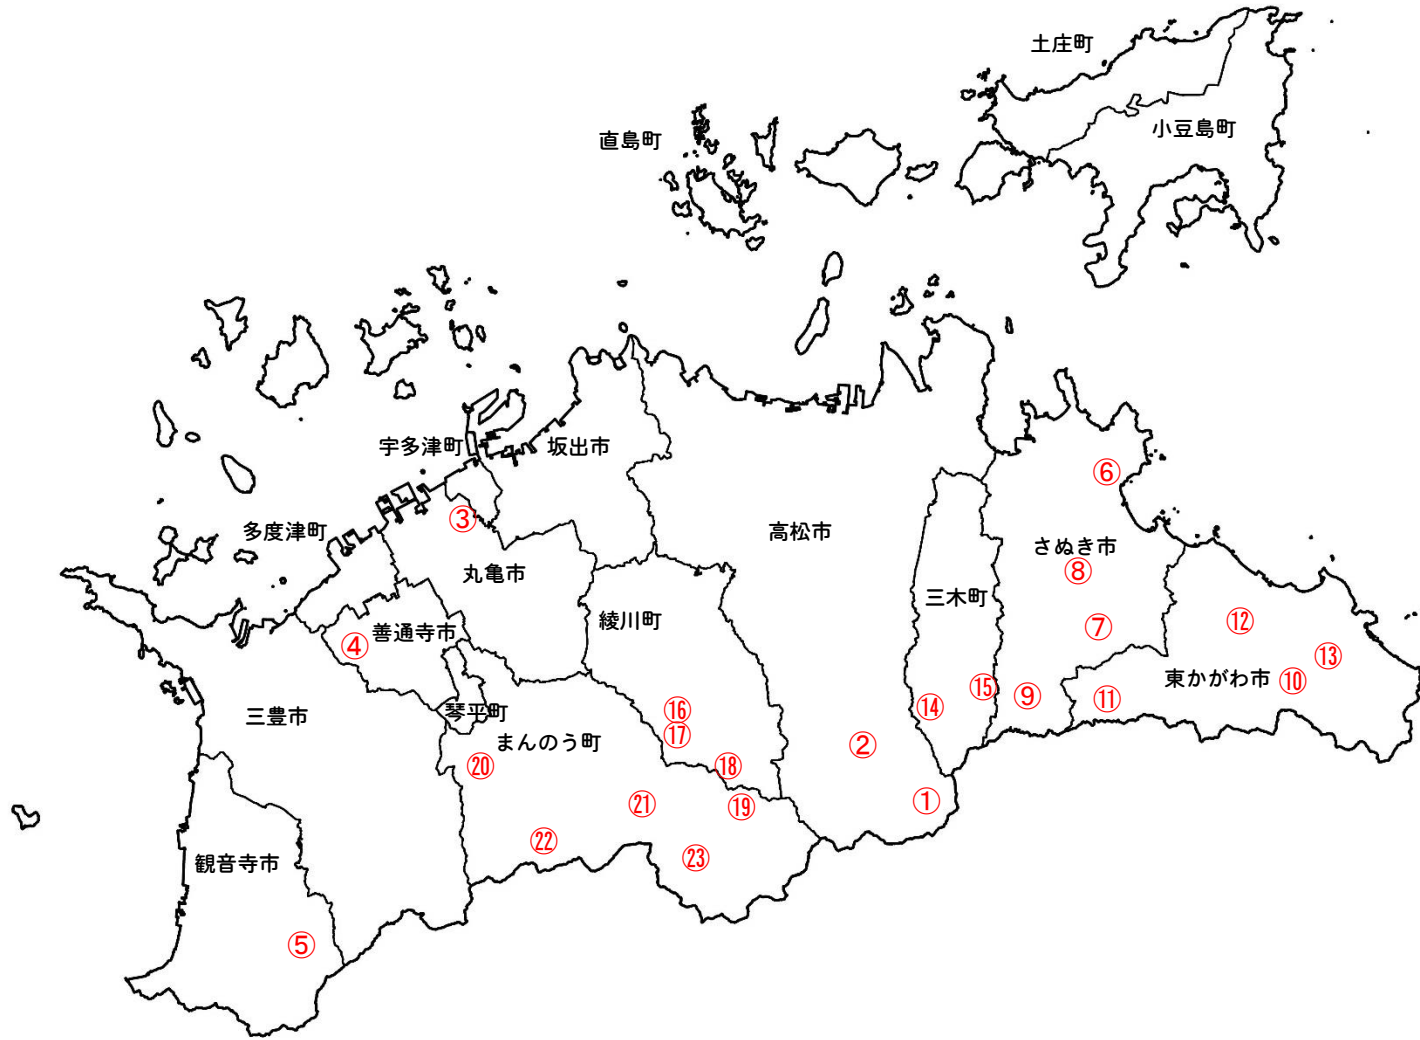 土庄町
小豆島町
直島町
宇多津町
坂出市
⑥
③
多度津町
高松市
さぬき市
丸亀市
⑧
三木町
綾川町
⑫
⑦
善通寺市
④
⑬
東かがわ市
⑩
⑮
⑨
⑪
⑭
三豊市
琴平町
⑯
⑰
まんのう町
②
⑳
⑱
①
㉑
⑲
㉒
㉓
観音寺市
⑤